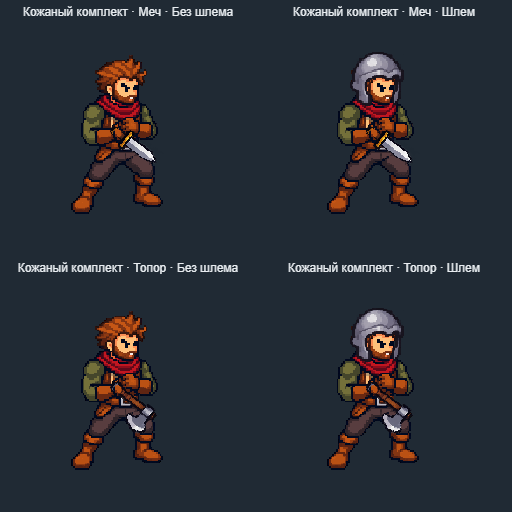 Кожаный комплект · Меч · Без шлема
Кожаный комплект · Меч · Шлем
Кожаный комплект · Топор · Без шлема
Кожаный комплект · Топор · Шлем